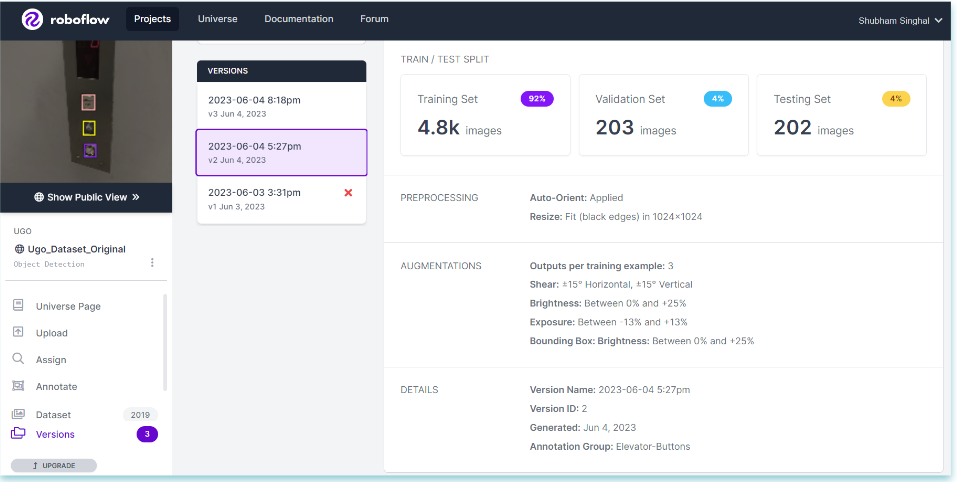 roboflow Projects Universe Documentation Forum Shubham Singhal
Show Public View »
UGO
Ugo_Dataset_Original
Object Detection
Universe Page
Upload
Assign
Annotate
Dataset 2019
Versions 3
UPGRADE
VERSIONS
2023-06-04 8:18pm
v3 Jun 4, 2023
2023-06-04 5:27pm
v2 Jun 4, 2023
2023-06-03 3:31pm
v1 Jun 3, 2023
TRAIN / TEST SPLIT
Training Set 92%
4.8k images
Validation Set 4%
203 images
Testing Set 4%
202 images
PREPROCESSING
Auto-Orient: Applied
Resize: Fit (black edges) in 1024×1024
AUGMENTATIONS
Outputs per training example: 3
Shear: ±15° Horizontal, ±15° Vertical
Brightness: Between 0% and +25%
Exposure: Between -13% and +13%
Bounding Box: Brightness: Between 0% and +25%
DETAILS
Version Name: 2023-06-04 5:27pm
Version ID: 2
Generated: Jun 4, 2023
Annotation Group: Elevator-Buttons